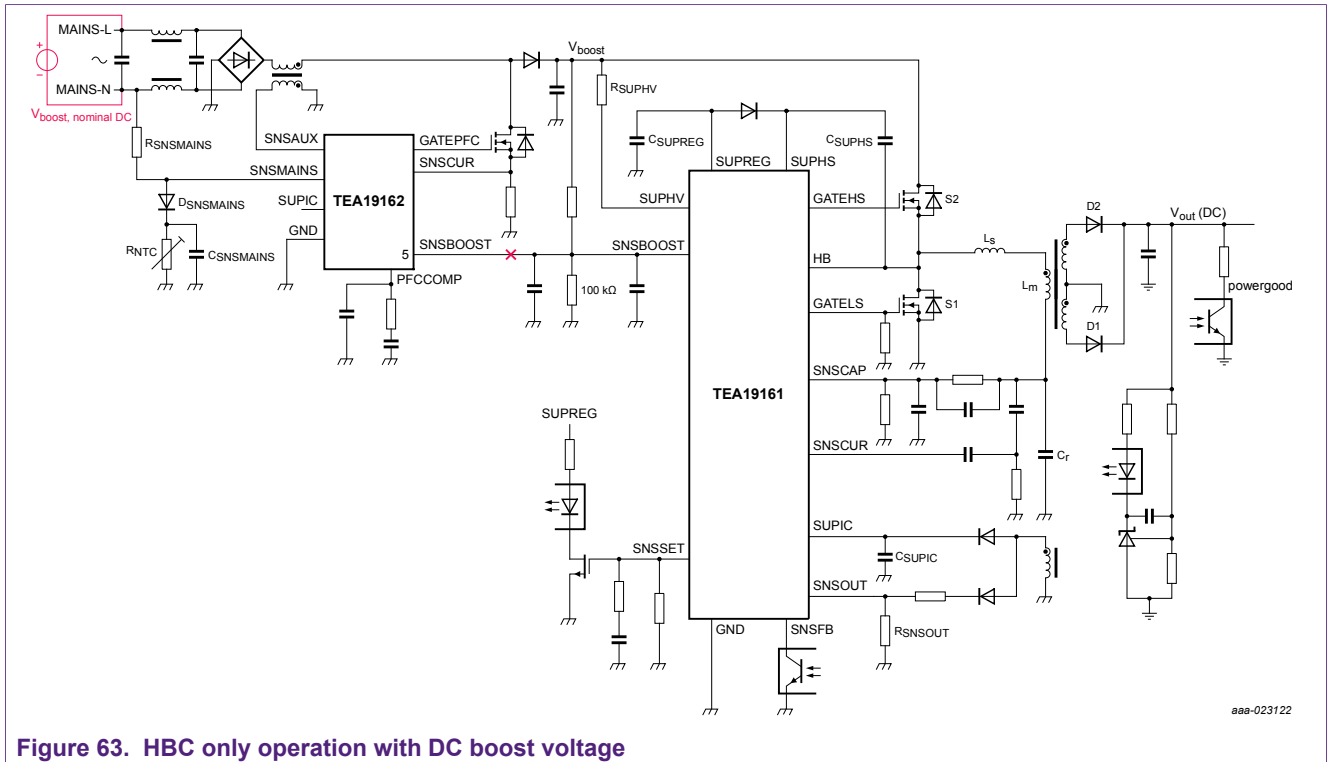 MAINS-L
MAINS-N
Vboost, nominal DC
RSNSMAINS
SNSAUX
GATEPFC
SNSCUR
SNSMAINS
TEA19162
SUPIC
DSNSMAINS
GND
RNTC
CSNSMAINS
5
SNSBOOST
PFCCOMP
Vboost
RSUPHV
CSUPREG
CSUPHS
SUPREG
SUPHS
SUPHV
GATEHS
S2
SNSBOOST
HB
100 kΩ
GATELS
S1
Ls
Lm
D2
D1
Vout (DC)
powergood
TEA19161
SNSCAP
SNSCUR
Cr
SUPREG
SUPIC
CSUPIC
SNSSET
SNSOUT
RSNSOUT
GND
SNSFB
aaa-023122
Figure 63. HBC only operation with DC boost voltage